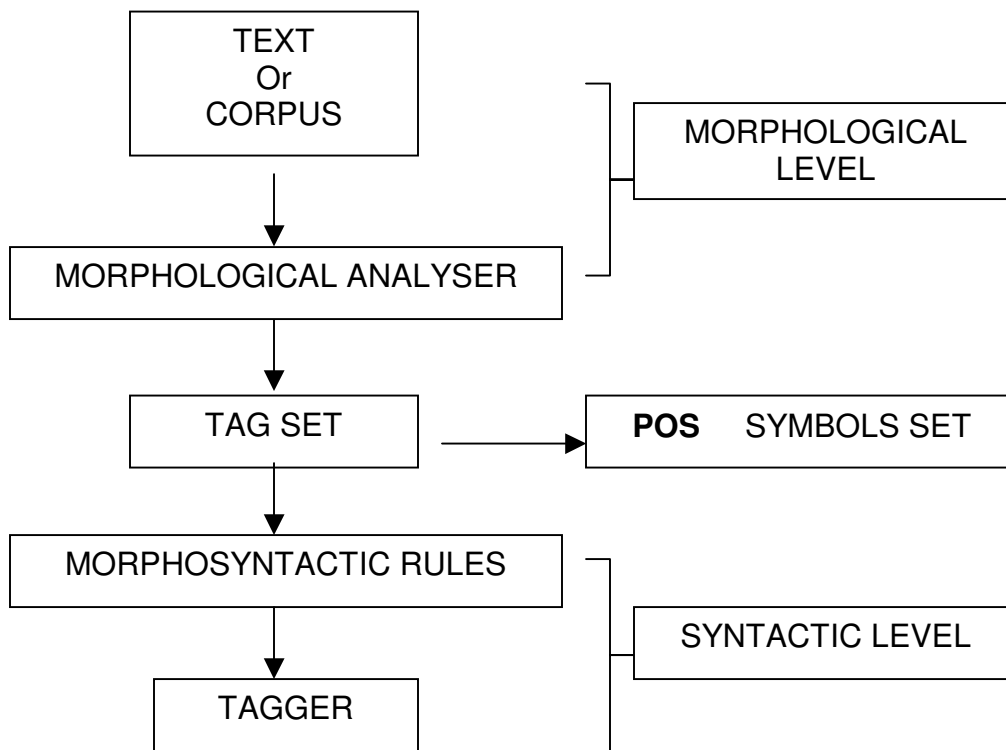 TEXT
Or
CORPUS
MORPHOLOGICAL
LEVEL
MORPHOLOGICAL ANALYSER
TAG SET
POS SYMBOLS SET
MORPHOSYNTACTIC RULES
SYNTACTIC LEVEL
TAGGER